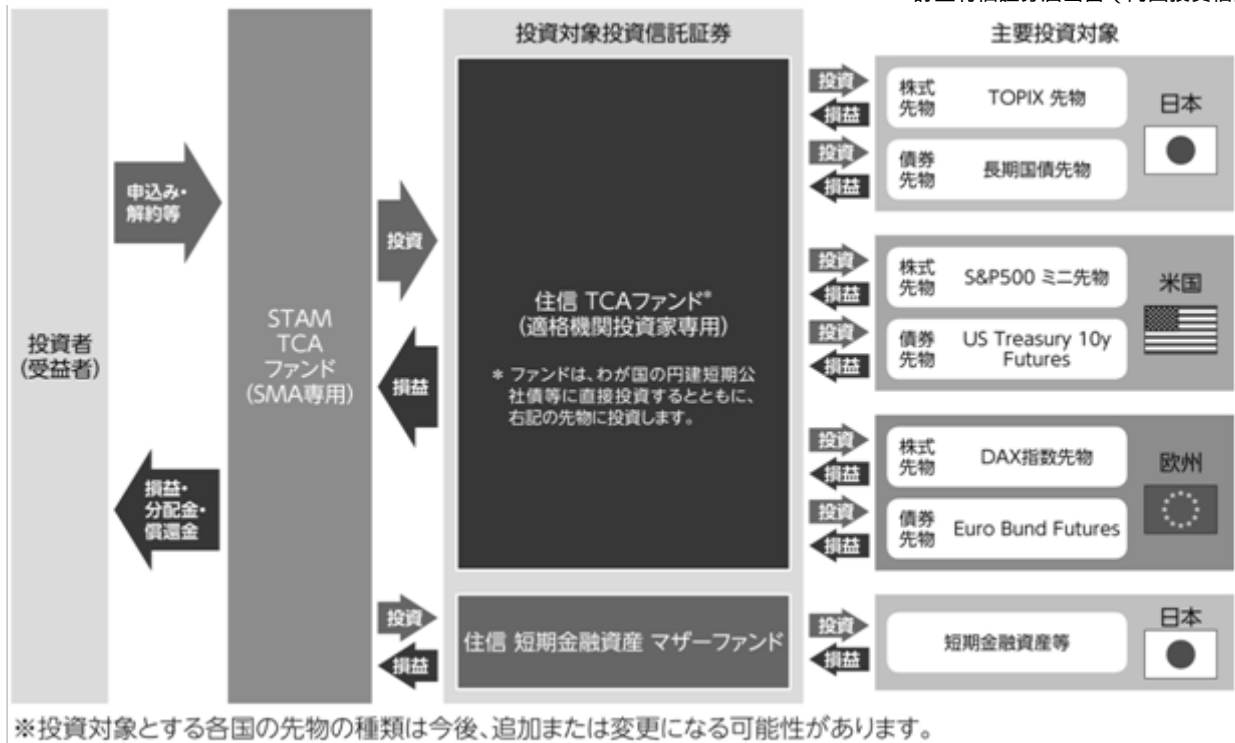 投資対象投資信託証券
主要投資対象
投資者
(受益者)
申込み・
解約等
損益・
分配金・
償還金
STAM
TCA
ファンド
(SMA専用)
投資
損益
投資
損益
住信 TCAファンド*
(適格機関投資家専用)
* ファンドは、わが国の円建短期公
社債等に直接投資するとともに、
右記の先物に投資します。
住信 短期金融資産 マザーファンド
投資
損益
株式
先物
TOPIX 先物
日本
投資
損益
債券
先物
長期国債先物
投資
損益
株式
先物
S&P500 ミニ先物
米国
投資
損益
債券
先物
US Treasury 10y
Futures
投資
損益
株式
先物
DAX指数先物
欧州
投資
損益
債券
先物
Euro Bund Futures
投資
損益
短期金融資産等
日本
※投資対象とする各国の先物の種類は今後、追加または変更になる可能性があります。